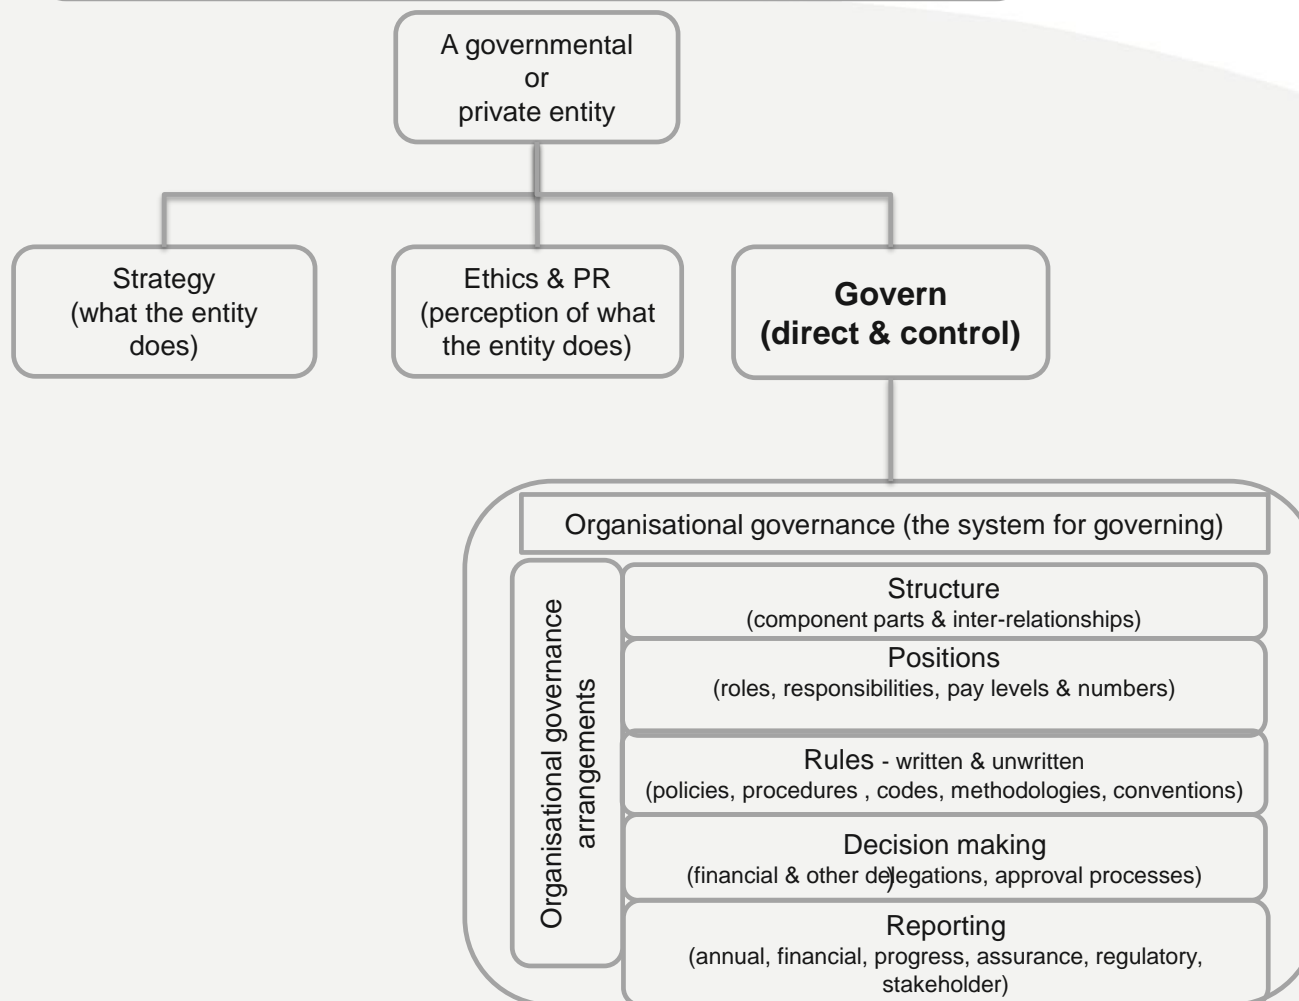 A governmental
or
private entity
Strategy
(what the entity
does)
Ethics & PR
(perception of what
the entity does)
Govern
(direct & control)
Organisational governance (the system for governing)
Organisational governance
arrangements
Structure
(component parts & inter-relationships)
Positions
(roles, responsibilities, pay levels & numbers)
Rules - written & unwritten
(policies, procedures , codes, methodologies, conventions)
Decision making
(financial & other delegations, approval processes)
)
Reporting
(annual, financial, progress, assurance, regulatory,
stakeholder)